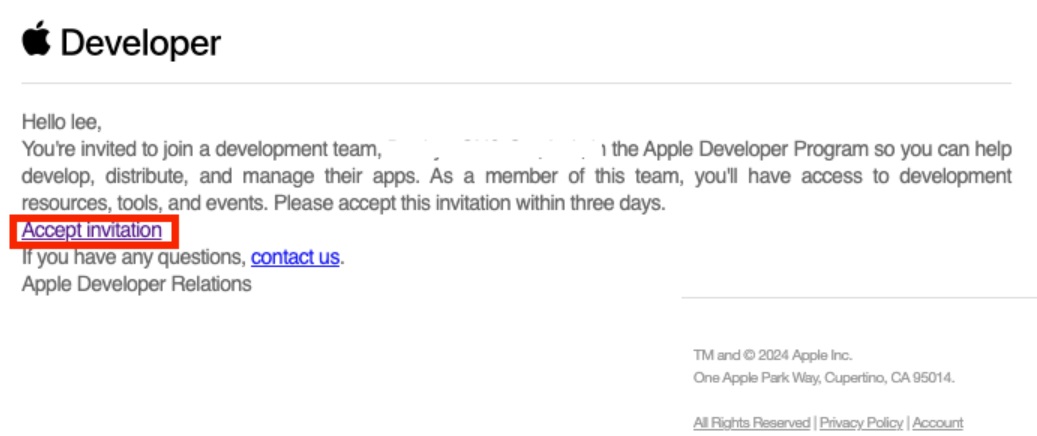 Developer
Hello lee,
You're invited to join a development team, the Apple Developer Program so you can help
develop, distribute, and manage their apps. As a member of this team, you'll have access to development
resources, tools, and events. Please accept this invitation within three days.
Accept invitation
If you have any questions, contact us.
Apple Developer Relations
TM and © 2024 Apple Inc.
One Apple Park Way, Cupertino, CA 95014.
All Rights Reserved | Privacy Policy | Account